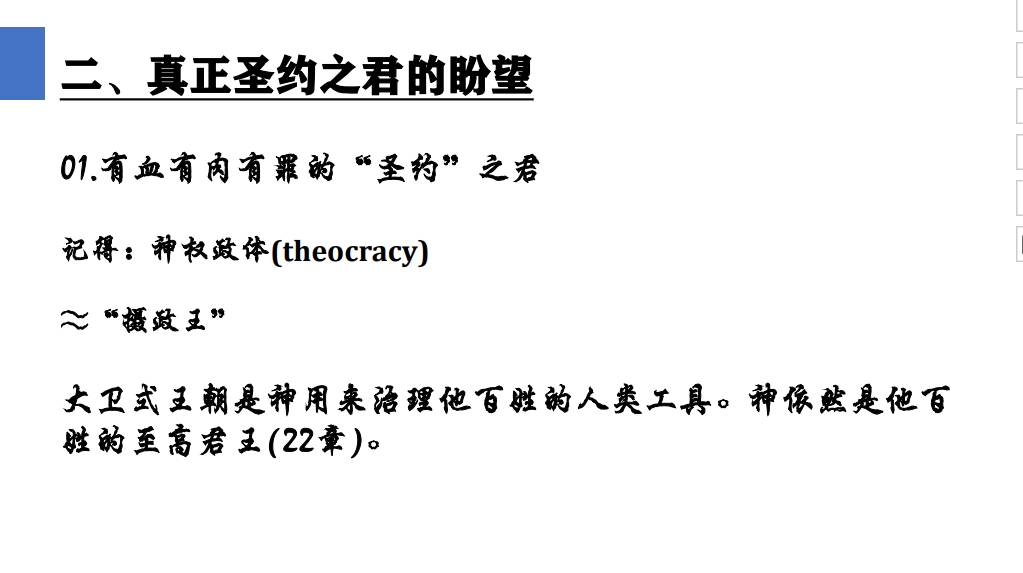 二、真正圣约之君的盼望
01.有血有肉有罪的“圣约”之君
记得：神权政体(theocracy)
≈“摄政王”
大卫式王朝是神用来治理他百姓的人类工具。神依然是他百
姓的至高君王(22章)。